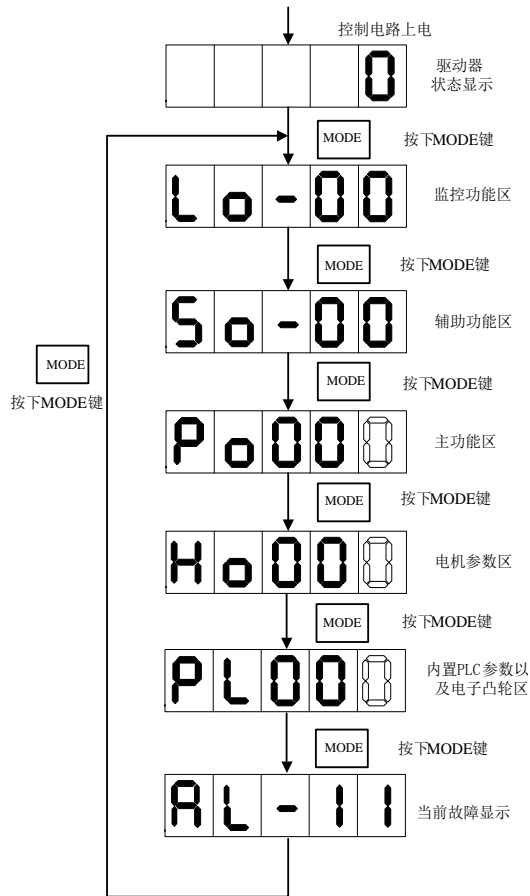 控制电路上电
0
驱动器
状态显示
MODE
按下MODE键
Lo-00
监控功能区
MODE
按下MODE键
So-00
辅助功能区
MODE
按下MODE键
MODE
按下MODE键
Po000
主功能区
MODE
按下MODE键
Ho000
电机参数区
MODE
按下MODE键
PL000
内置PLC参数以
及电子凸轮区
MODE
按下MODE键
AL-11
当前故障显示